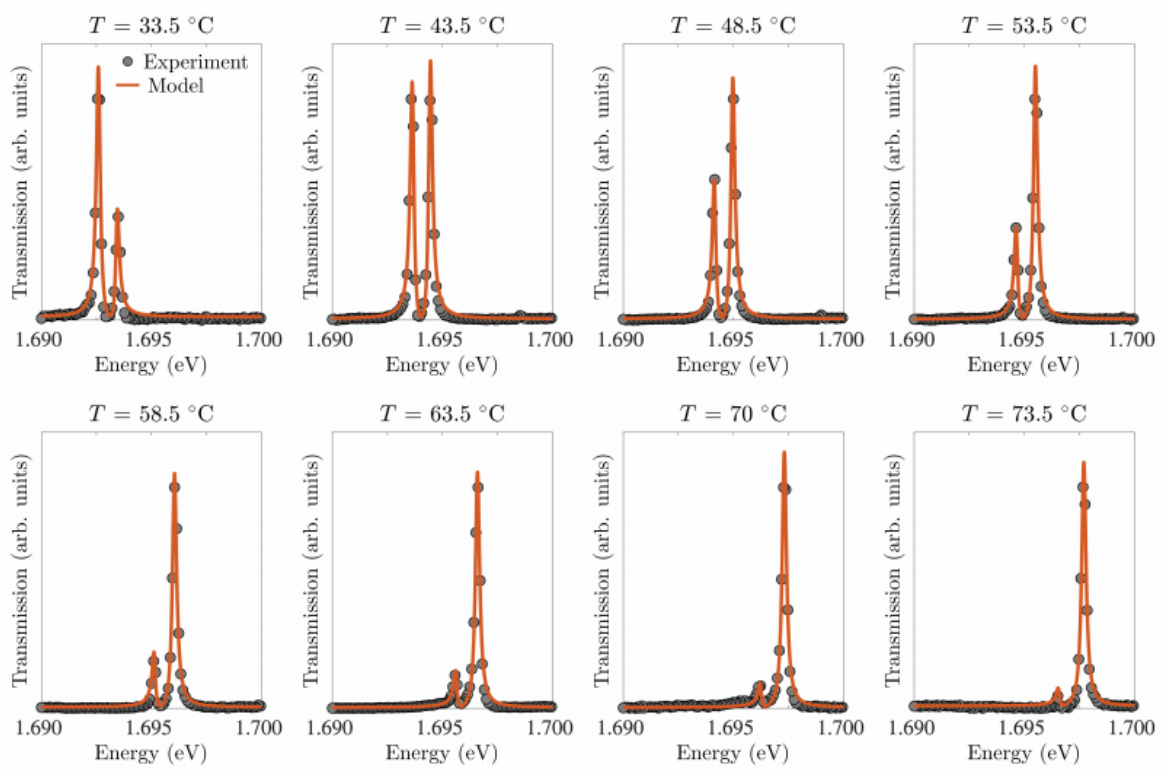 T = 33.5 °C
T = 43.5 °C
T = 48.5 °C
T = 53.5 °C
Experiment
Model
Transmission (arb. units)
Transmission (arb. units)
Transmission (arb. units)
Transmission (arb. units)
1.690 1.695 1.700
1.690 1.695 1.700
1.690 1.695 1.700
1.690 1.695 1.700
Energy (eV)
Energy (eV)
Energy (eV)
Energy (eV)
T = 58.5 °C
T = 63.5 °C
T = 70 °C
T = 73.5 °C
Transmission (arb. units)
Transmission (arb. units)
Transmission (arb. units)
Transmission (arb. units)
1.690 1.695 1.700
1.690 1.695 1.700
1.690 1.695 1.700
1.690 1.695 1.700
Energy (eV)
Energy (eV)
Energy (eV)
Energy (eV)